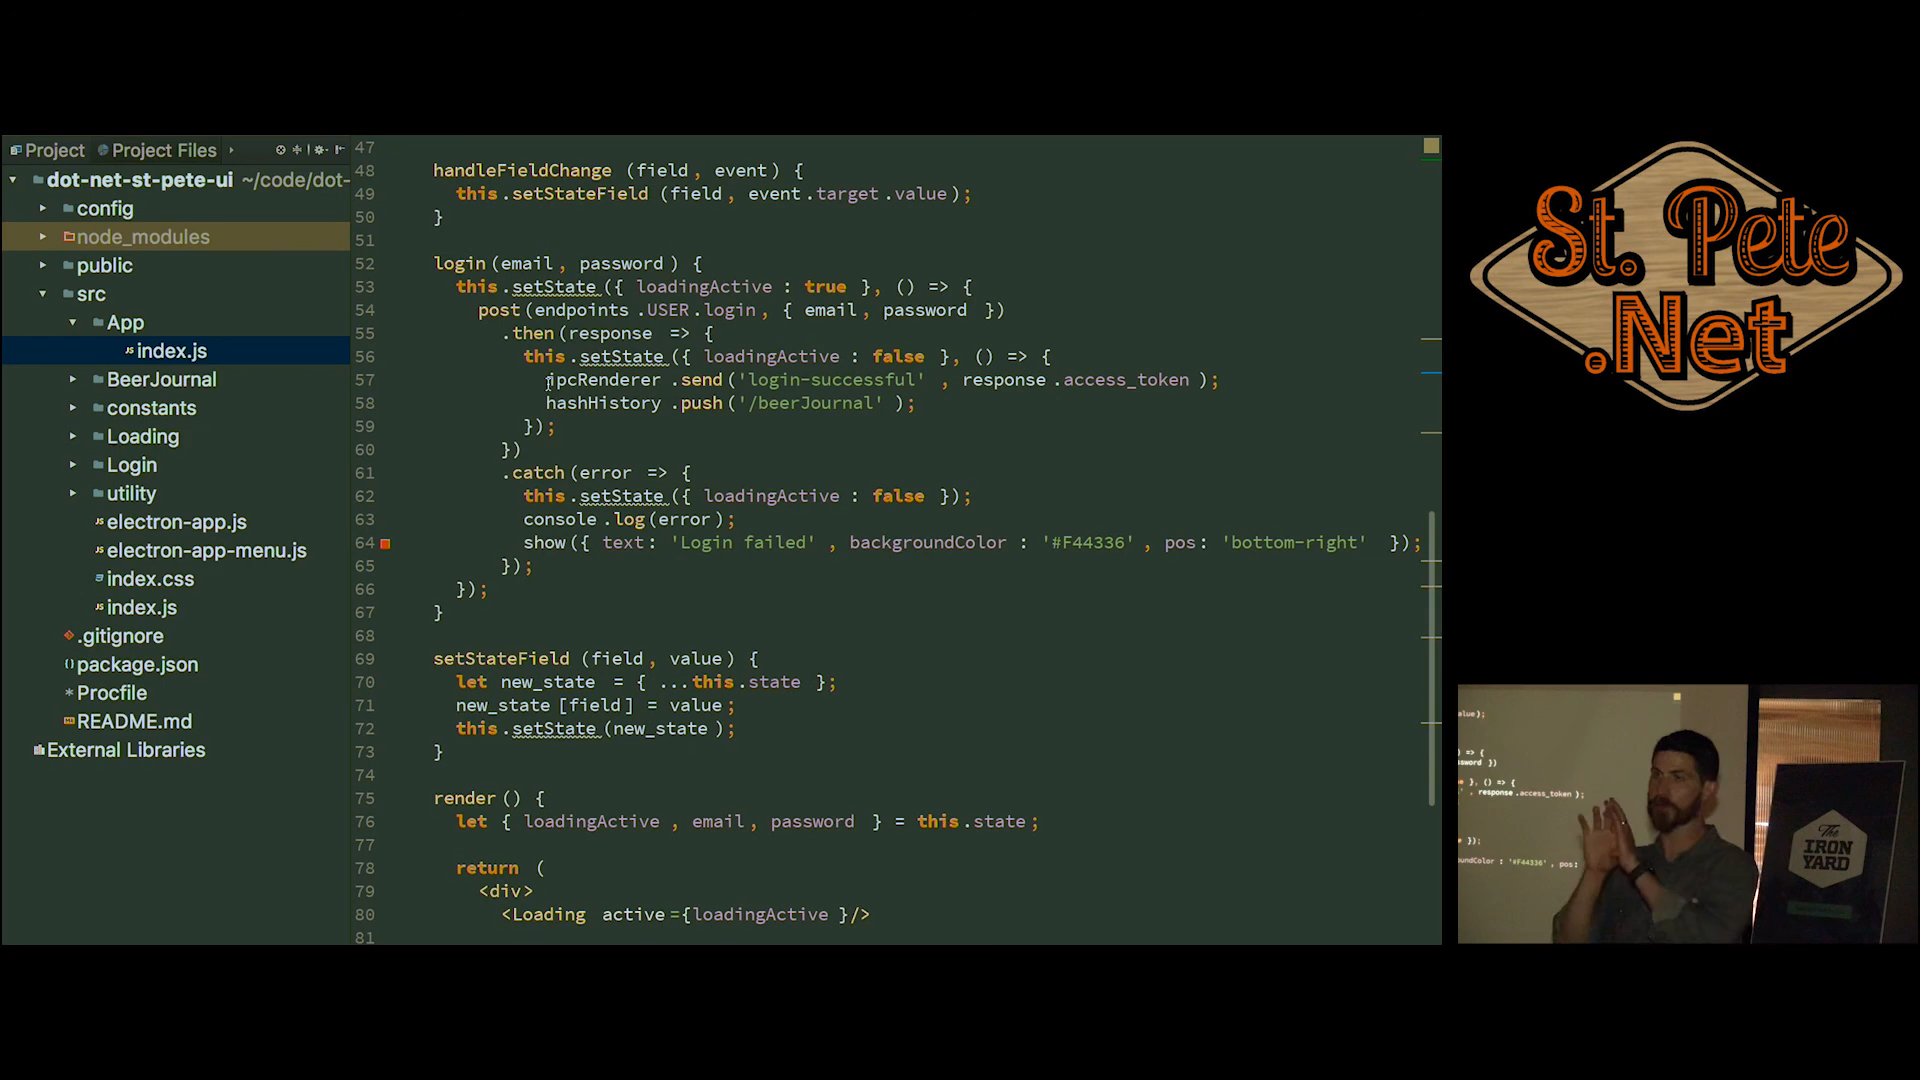 Project Project Files
dot-net-st-pete-ui ~/code/dot-
config
node_modules
public
src
App
index.js
BeerJournal
constants
Loading
Login
utility
electron-app.js
electron-app-menu.js
index.css
index.js
.gitignore
package.json
Procfile
README.md
External Libraries
47
48 handleFieldChange (field, event) {
49 this.setStateField (field, event.target.value);
50 }
51
52 login(email, password) {
53 this.setState({ loadingActive: true }, () => {
54 post(endpoints.USER.login, { email, password })
55 .then(response => {
56 this.setState({ loadingActive: false }, () => {
57 ipcRenderer.send('login-successful', response.access_token);
58 hashHistory.push('/beerJournal');
59 });
60 })
61 .catch(error => {
62 this.setState({ loadingActive: false });
63 console.log(error);
64 show({ text: 'Login failed', backgroundColor: '#F44336', pos: 'bottom-right' });
65 });
66 });
67 }
68
69 setStateField (field, value) {
70 let new_state = { ...this.state };
71 new_state[field] = value;
72 this.setState(new_state);
73 }
74
75 render() {
76 let { loadingActive, email, password } = this.state;
77
78 return (
79 <div>
80 <Loading active={loadingActive}/>
81
St. Pete
.Net
alue);
=> {
ssword })
}, () => {
, response.access_token);
});
undColor: '#F44336', pos:
The
IRON
YARD